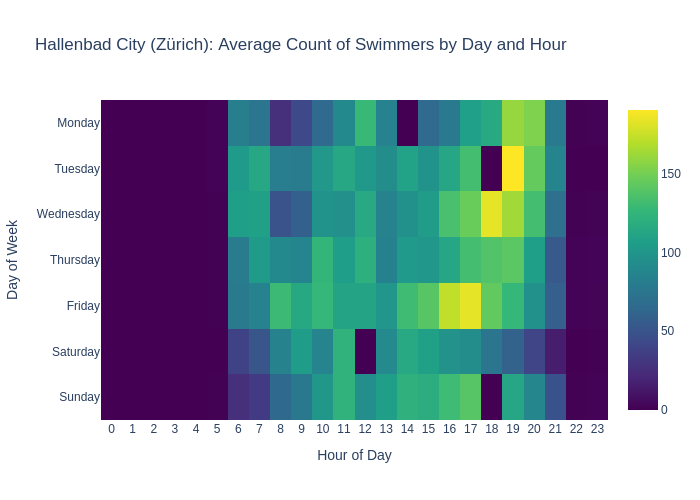 Hallenbad City (Zürich): Average Count of Swimmers by Day and Hour
Monday
Tuesday
Wednesday
Thursday
Friday
Saturday
Sunday
Day of Week
0 1 2 3 4 5 6 7 8 9 10 11 12 13 14 15 16 17 18 19 20 21 22 23
Hour of Day
150
100
50
0